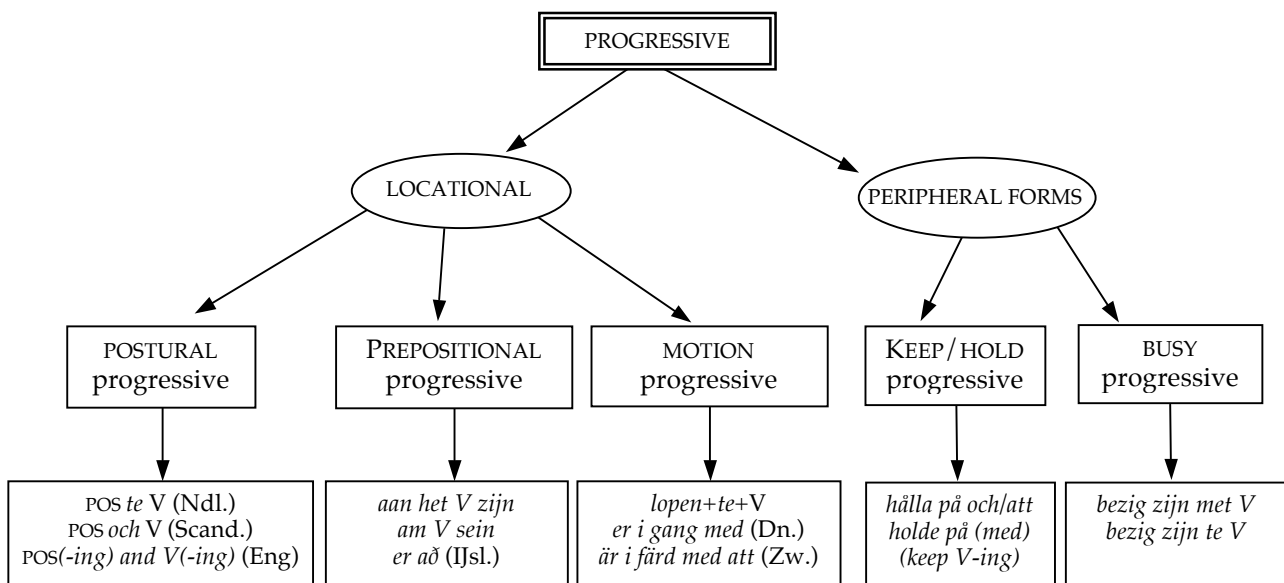 PROGRESSIVE
LOCATIONAL
PERIPHERAL FORMS
POSTURAL
progressive
PREPOSITIONAL
progressive
MOTION
progressive
KEEP/HOLD
progressive
BUSY
progressive
POS te V (Ndl.)
POS och V (Scand.)
POS(-ing) and V(-ing) (Eng)
aan het V zijn
am V sein
er að (IJsl.)
lopen+te+V
er i gang med (Dn.)
är i färd med att (Zw.)
hålla på och/att
holde på (med)
(keep V-ing)
bezig zijn met V
bezig zijn te V